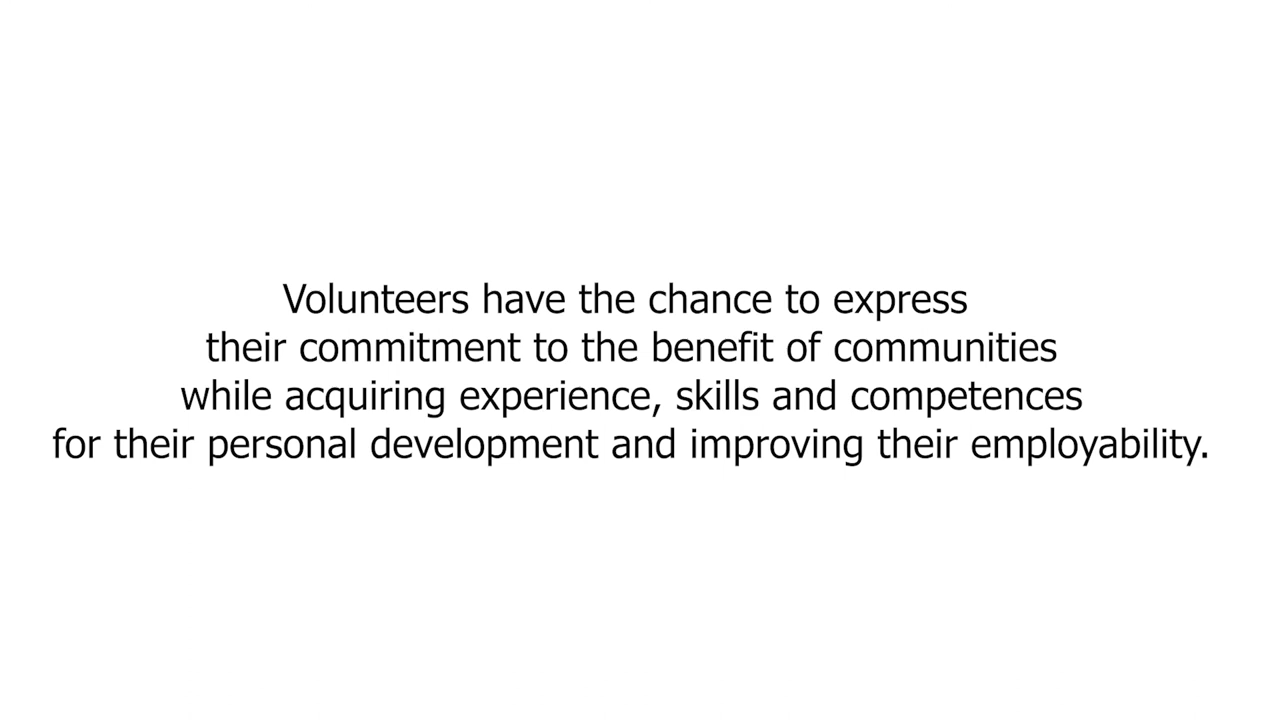 Volunteers have the chance to express
their commitment to the benefit of communities
while acquiring experience, skills and competences
for their personal development and improving their employability.